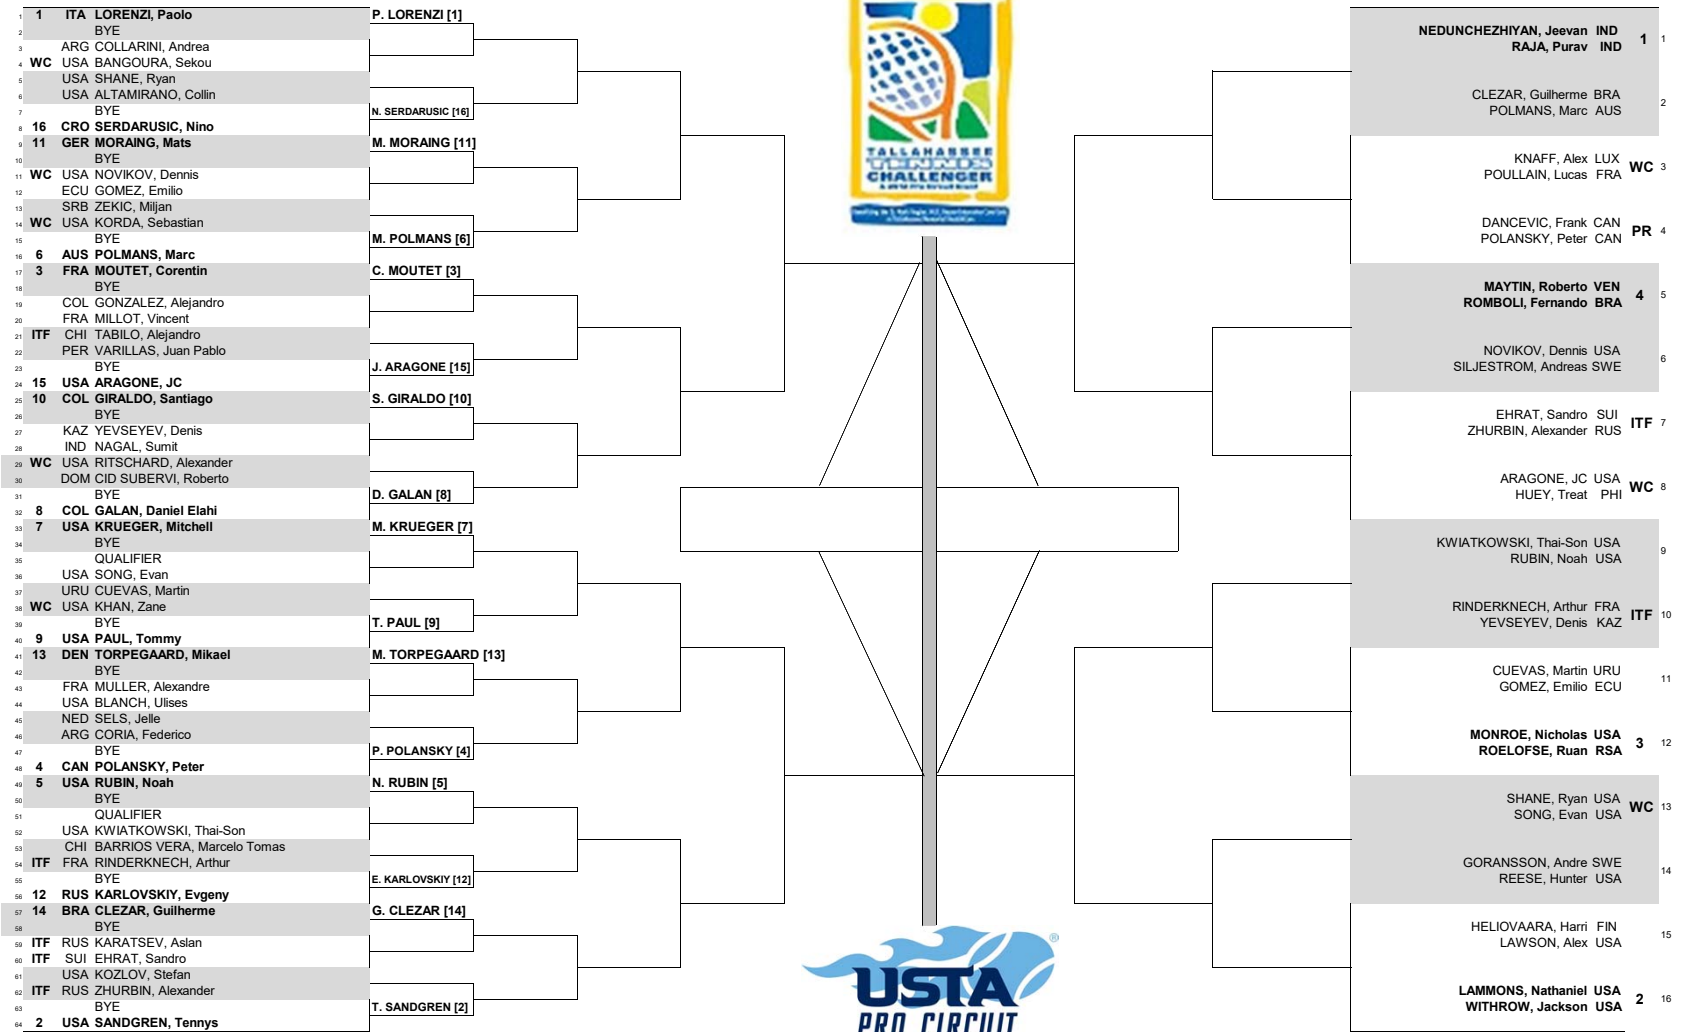 1 1 ITA LORENZI, Paolo
2 BYE
3 ARG COLLARINI, Andrea
4 WC USA BANGOURA, Sekou
5 USA SHANE, Ryan
6 USA ALTAMIRANO, Collin
7 BYE
8 16 CRO SERDARUSIC, Nino
9 11 GER MORAING, Mats
10 BYE
11 WC USA NOVIKOV, Dennis
12 ECU GOMEZ, Emilio
13 SRB ZEKIC, Miljan
14 WC USA KORDA, Sebastian
15 BYE
16 6 AUS POLMANS, Marc
17 3 FRA MOUTET, Corentin
18 BYE
19 COL GONZALEZ, Alejandro
20 FRA MILLOT, Vincent
21 ITF CHI TABILO, Alejandro
22 PER VARILLAS, Juan Pablo
23 BYE
24 15 USA ARAGONE, JC
25 10 COL GIRALDO, Santiago
26 BYE
27 KAZ YEVSEYEV, Denis
28 IND NAGAL, Sumit
29 WC USA RITSCHARD, Alexander
30 DOM CID SUBERVI, Roberto
31 BYE
32 8 COL GALAN, Daniel Elahi
33 7 USA KRUEGER, Mitchell
34 BYE
35 QUALIFIER
36 USA SONG, Evan
37 URU CUEVAS, Martin
38 WC USA KHAN, Zane
39 BYE
40 9 USA PAUL, Tommy
41 13 DEN TORPEGAARD, Mikael
42 BYE
43 FRA MULLER, Alexandre
44 USA BLANCH, Ulises
45 NED SELS, Jelle
46 ARG CORIA, Federico
47 BYE
48 4 CAN POLANSKY, Peter
49 5 USA RUBIN, Noah
50 BYE
51 QUALIFIER
52 USA KWIATKOWSKI, Thai-Son
53 CHI BARRIOS VERA, Marcelo Tomas
54 ITF FRA RINDERKNECH, Arthur
55 BYE
56 12 RUS KARLOVSKIY, Evgeny
57 14 BRA CLEZAR, Guilherme
58 BYE
59 ITF RUS KARATSEV, Aslan
60 ITF SUI EHRAT, Sandro
61 USA KOZLOV, Stefan
62 ITF RUS ZHURBIN, Alexander
63 BYE
64 2 USA SANDGREN, Tennys
P. LORENZI [1]
N. SERDARUSIC [16]
M. MORAING [11]
M. POLMANS [6]
C. MOUTET [3]
J. ARAGONE [15]
S. GIRALDO [10]
D. GALAN [8]
M. KRUEGER [7]
T. PAUL [9]
M. TORPEGAARD [13]
P. POLANSKY [4]
N. RUBIN [5]
E. KARLOVSKIY [12]
G. CLEZAR [14]
T. SANDGREN [2]
TALLAHASSEE
TENNIS
CHALLENGER
USTA
PRO CIRCUIT
NEDUNCHEZHIYAN, Jeevan IND
RAJA, Purav IND
1 1
CLEZAR, Guilherme BRA
POLMANS, Marc AUS
2
KNAFF, Alex LUX
POULLAIN, Lucas FRA
WC 3
DANCEVIC, Frank CAN
POLANSKY, Peter CAN
PR 4
MAYTIN, Roberto VEN
ROMBOLI, Fernando BRA
4 5
NOVIKOV, Dennis USA
SILJESTROM, Andreas SWE
6
EHRAT, Sandro SUI
ZHURBIN, Alexander RUS
ITF 7
ARAGONE, JC USA
HUEY, Treat PHI
WC 8
KWIATKOWSKI, Thai-Son USA
RUBIN, Noah USA
9
RINDERKNECH, Arthur FRA
YEVSEYEV, Denis KAZ
ITF 10
CUEVAS, Martin URU
GOMEZ, Emilio ECU
11
MONROE, Nicholas USA
ROELOFSE, Ruan RSA
3 12
SHANE, Ryan USA
SONG, Evan USA
WC 13
GORANSSON, Andre SWE
REESE, Hunter USA
14
HELIOVAARA, Harri FIN
LAWSON, Alex USA
15
LAMMONS, Nathaniel USA
WITHROW, Jackson USA
2 16